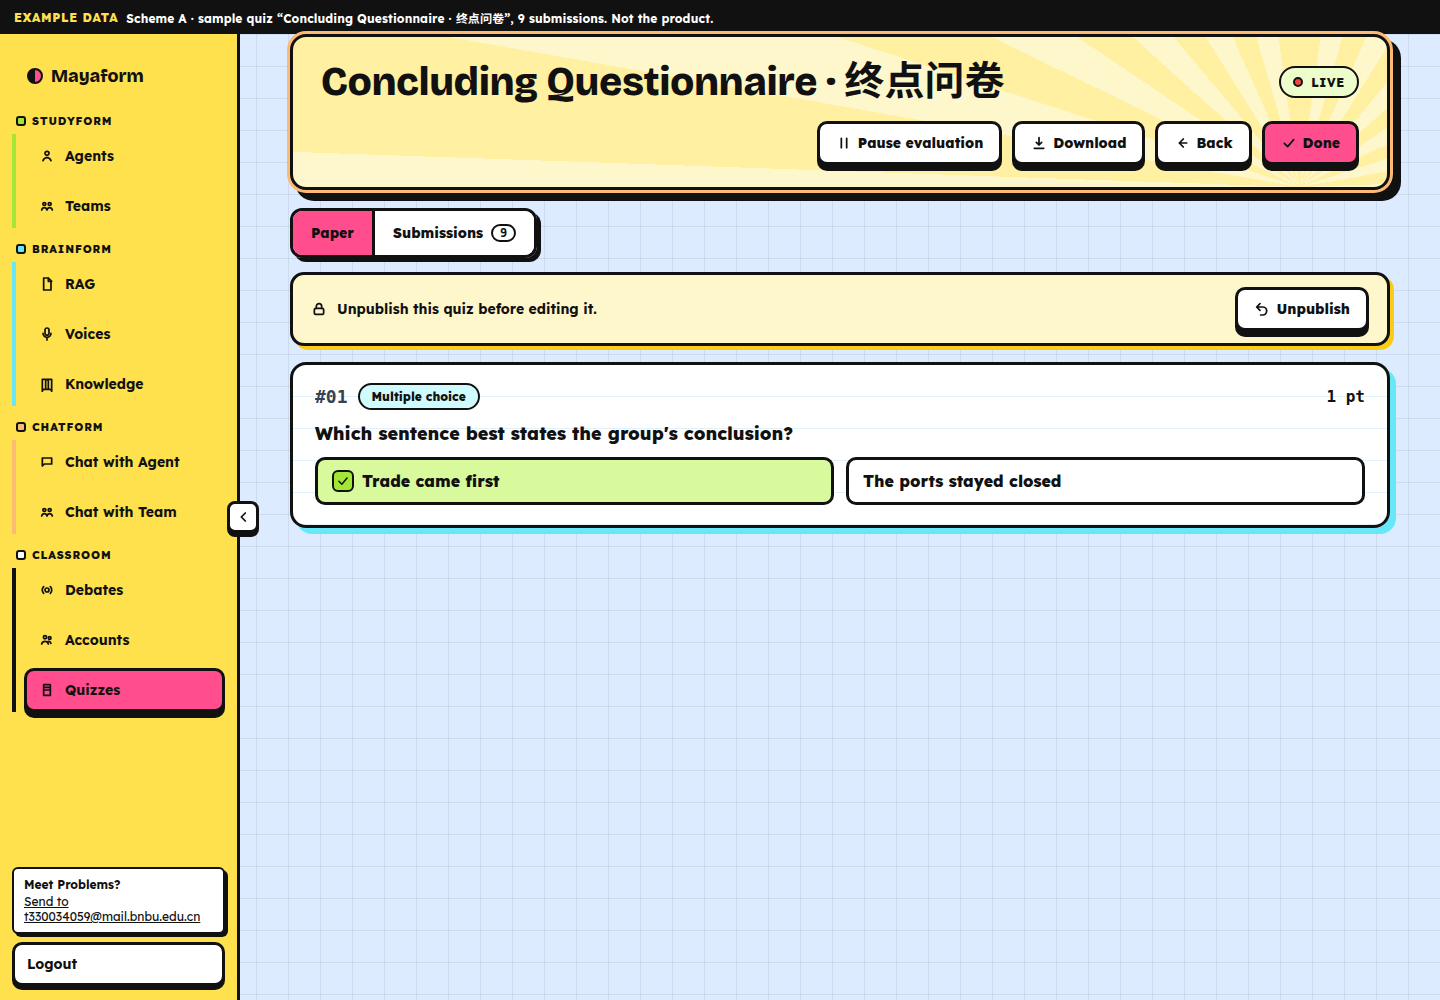 EXAMPLE DATA Scheme A · sample quiz “Concluding Questionnaire · 终点问卷”, 9 submissions. Not the product.
Mayaform
STUDYFORM
Agents
Teams
BRAINFORM
RAG
Voices
Knowledge
CHATFORM
Chat with Agent
Chat with Team
CLASSROOM
Debates
Accounts
Quizzes
Meet Problems?
Send to
t330034059@mail.bnbu.edu.cn
Logout
Concluding Questionnaire · 终点问卷
LIVE
Pause evaluation Download Back Done
Paper Submissions 9
Unpublish this quiz before editing it. Unpublish
#01 Multiple choice 1 pt
Which sentence best states the group's conclusion?
Trade came first The ports stayed closed